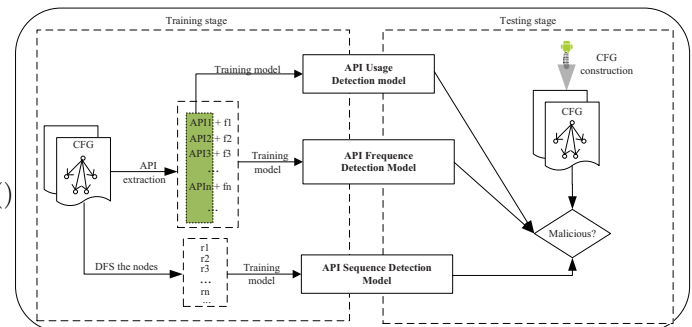 Training stage
Testing stage
Training model
API Usage
Detection model
CFG
construction
CFG
API
extraction
API1 + f1
API2 + f2
API3 + f3
...
APIn + fn
...
Training
model
API Frequence
Detection Model
CFG
Malicious?
DFS the nodes
r1
r2
r3
...
rn
...
Training
model
API Sequence Detection
Model
()